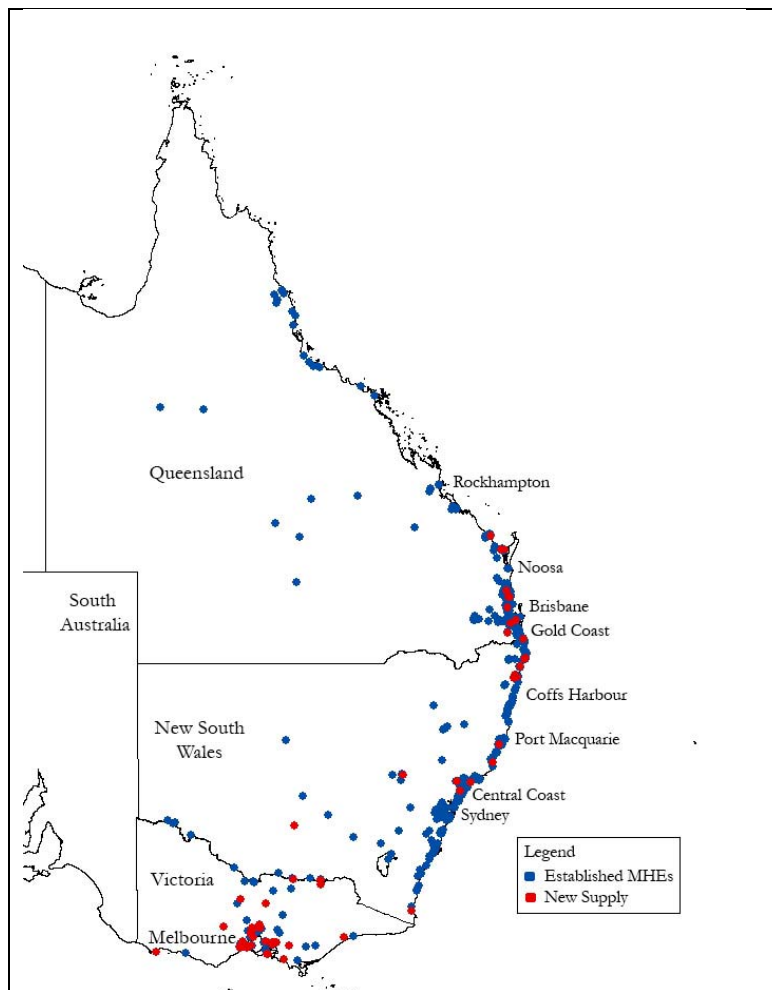 Queensland
Rockhampton
Noosa
South
Australia
Brisbane
Gold Coast
Coffs Harbour
New South
Wales
Port Macquarie
Central Coast
Sydney
Legend
Established MHEs
New Supply
Victoria
Melbourne